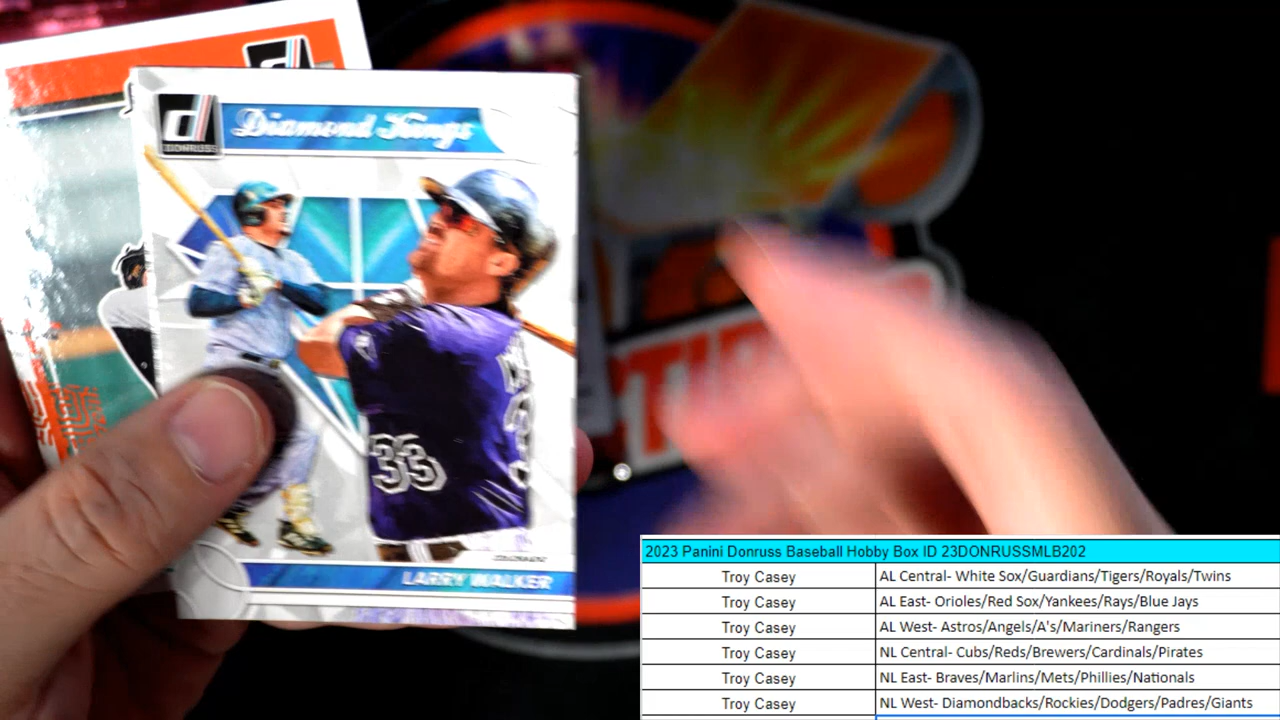 Diamond Kings
DONRUSS
33
COLORADO
LARRY WALKER
2023 Panini Donruss Baseball Hobby Box ID 23DONRUSSMLB202
Troy Casey AL Central- White Sox/Guardians/Tigers/Royals/Twins
Troy Casey AL East- Orioles/Red Sox/Yankees/Rays/Blue Jays
Troy Casey AL West- Astros/Angels/A's/Mariners/Rangers
Troy Casey NL Central- Cubs/Reds/Brewers/Cardinals/Pirates
Troy Casey NL East- Braves/Marlins/Mets/Phillies/Nationals
Troy Casey NL West- Diamondbacks/Rockies/Dodgers/Padres/Giants